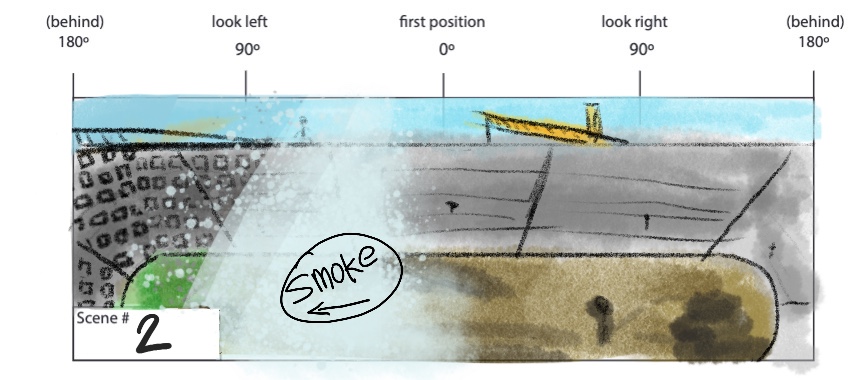 (behind) look left first position look right (behind)
180º 90º 0º 90º 180º
Smoke
Scene # 2